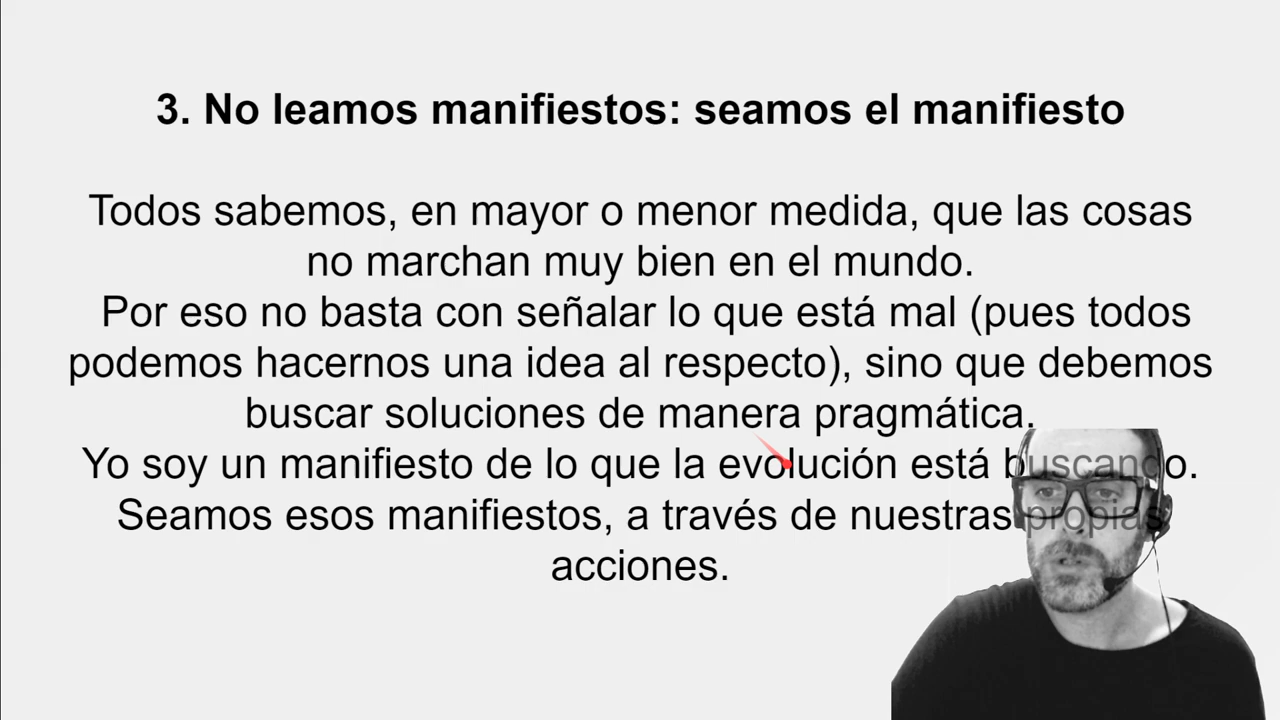 3. No leamos manifiestos: seamos el manifiesto
Todos sabemos, en mayor o menor medida, que las cosas
no marchan muy bien en el mundo.
Por eso no basta con señalar lo que está mal (pues todos
podemos hacernos una idea al respecto), sino que debemos
buscar soluciones de manera pragmática.
Yo soy un manifiesto de lo que la evolución está buscando.
Seamos esos manifiestos, a través de nuestras propias
acciones.